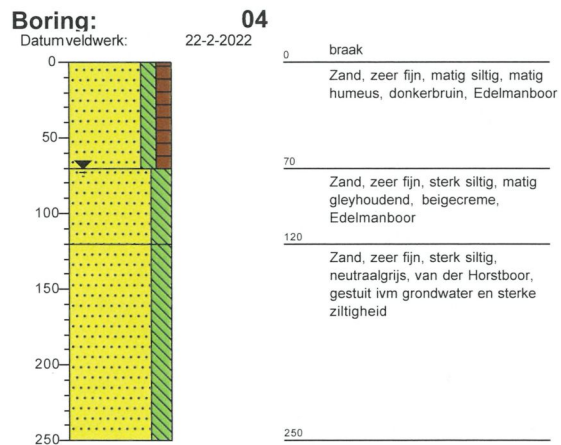 Boring: 04
Datum veldwerk: 22-2-2022
0
50
100
150
200
250
0 braak
Zand, zeer fijn, matig siltig, matig
humeus, donkerbruin, Edelmanboor
70
Zand, zeer fijn, sterk siltig, matig
gleyhoudend, beigecreme,
Edelmanboor
120
Zand, zeer fijn, sterk siltig,
neutraalgrijs, van der Horstboor,
gestuit ivm grondwater en sterke
ziltigheid
250